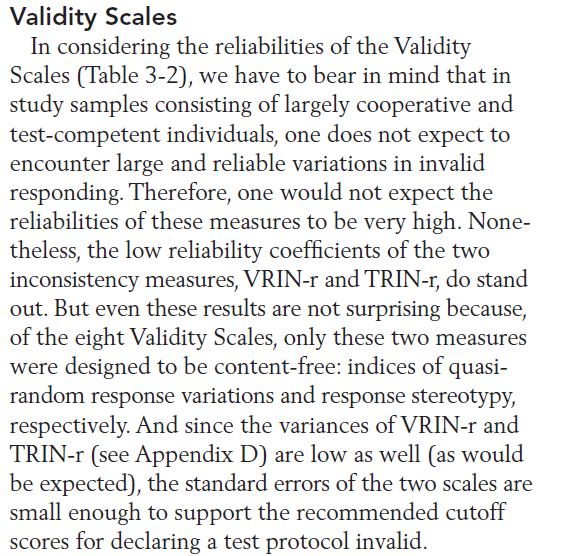 Validity Scales
In considering the reliabilities of the Validity
Scales (Table 3-2), we have to bear in mind that in
study samples consisting of largely cooperative and
test-competent individuals, one does not expect to
encounter large and reliable variations in invalid
responding. Therefore, one would not expect the
reliabilities of these measures to be very high. None-
theless, the low reliability coefficients of the two
inconsistency measures, VRIN-r and TRIN-r, do stand
out. But even these results are not surprising because,
of the eight Validity Scales, only these two measures
were designed to be content-free: indices of quasi-
random response variations and response stereotypy,
respectively. And since the variances of VRIN-r and
TRIN-r (see Appendix D) are low as well (as would
be expected), the standard errors of the two scales are
small enough to support the recommended cutoff
scores for declaring a test protocol invalid.